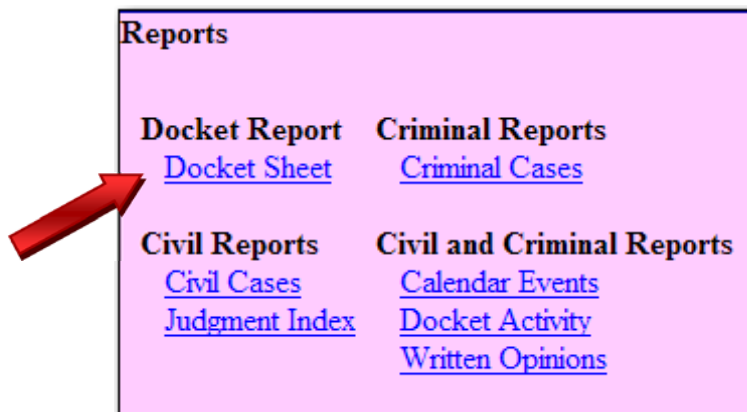 Reports
Docket Report
Docket Sheet
Criminal Reports
Criminal Cases
Civil Reports
Civil Cases
Judgment Index
Civil and Criminal Reports
Calendar Events
Docket Activity
Written Opinions